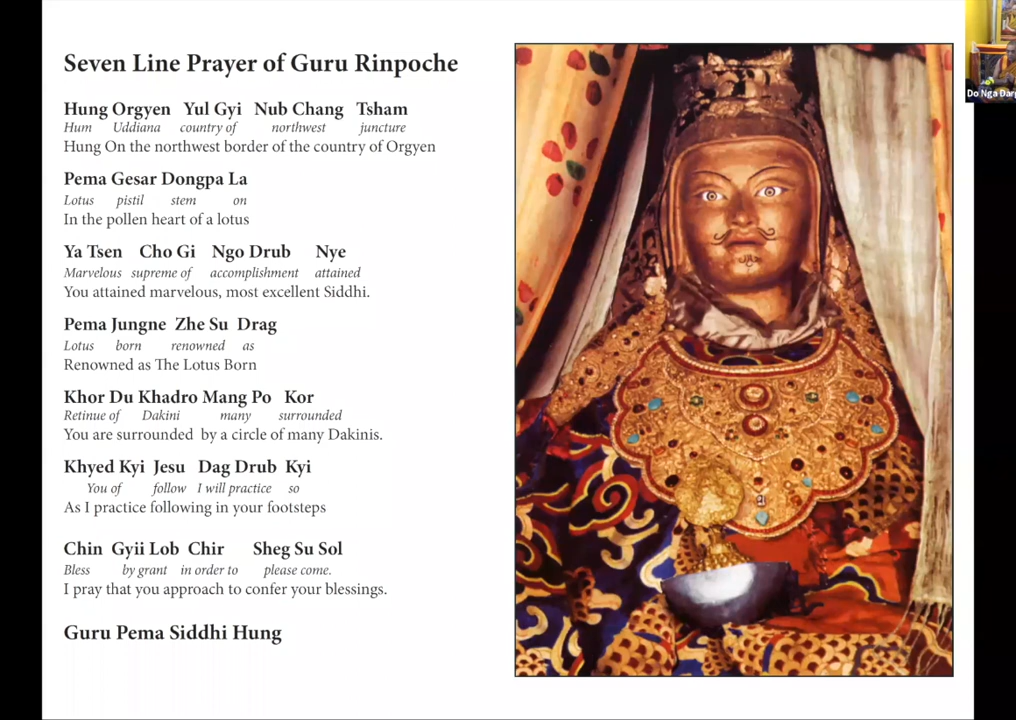 Seven Line Prayer of Guru Rinpoche
Hung Orgyen Yul Gyi Nub Chang Tsham
Hum Uddiana country of northwest juncture
Hung On the northwest border of the country of Orgyen
Pema Gesar Dongpa La
Lotus pistil stem on
In the pollen heart of a lotus
Ya Tsen Cho Gi Ngo Drub Nye
Marvelous supreme of accomplishment attained
You attained marvelous, most excellent Siddhi.
Pema Jungne Zhe Su Drag
Lotus born renowned as
Renowned as The Lotus Born
Khor Du Khadro Mang Po Kor
Retinue of Dakini many surrounded
You are surrounded by a circle of many Dakinis.
Khyed Kyi Jesu Dag Drub Kyi
You of follow I will practice so
As I practice following in your footsteps
Chin Gyii Lob Chir Sheg Su Sol
Bless by grant in order to please come.
I pray that you approach to confer your blessings.
Guru Pema Siddhi Hung
Do Nga Darg